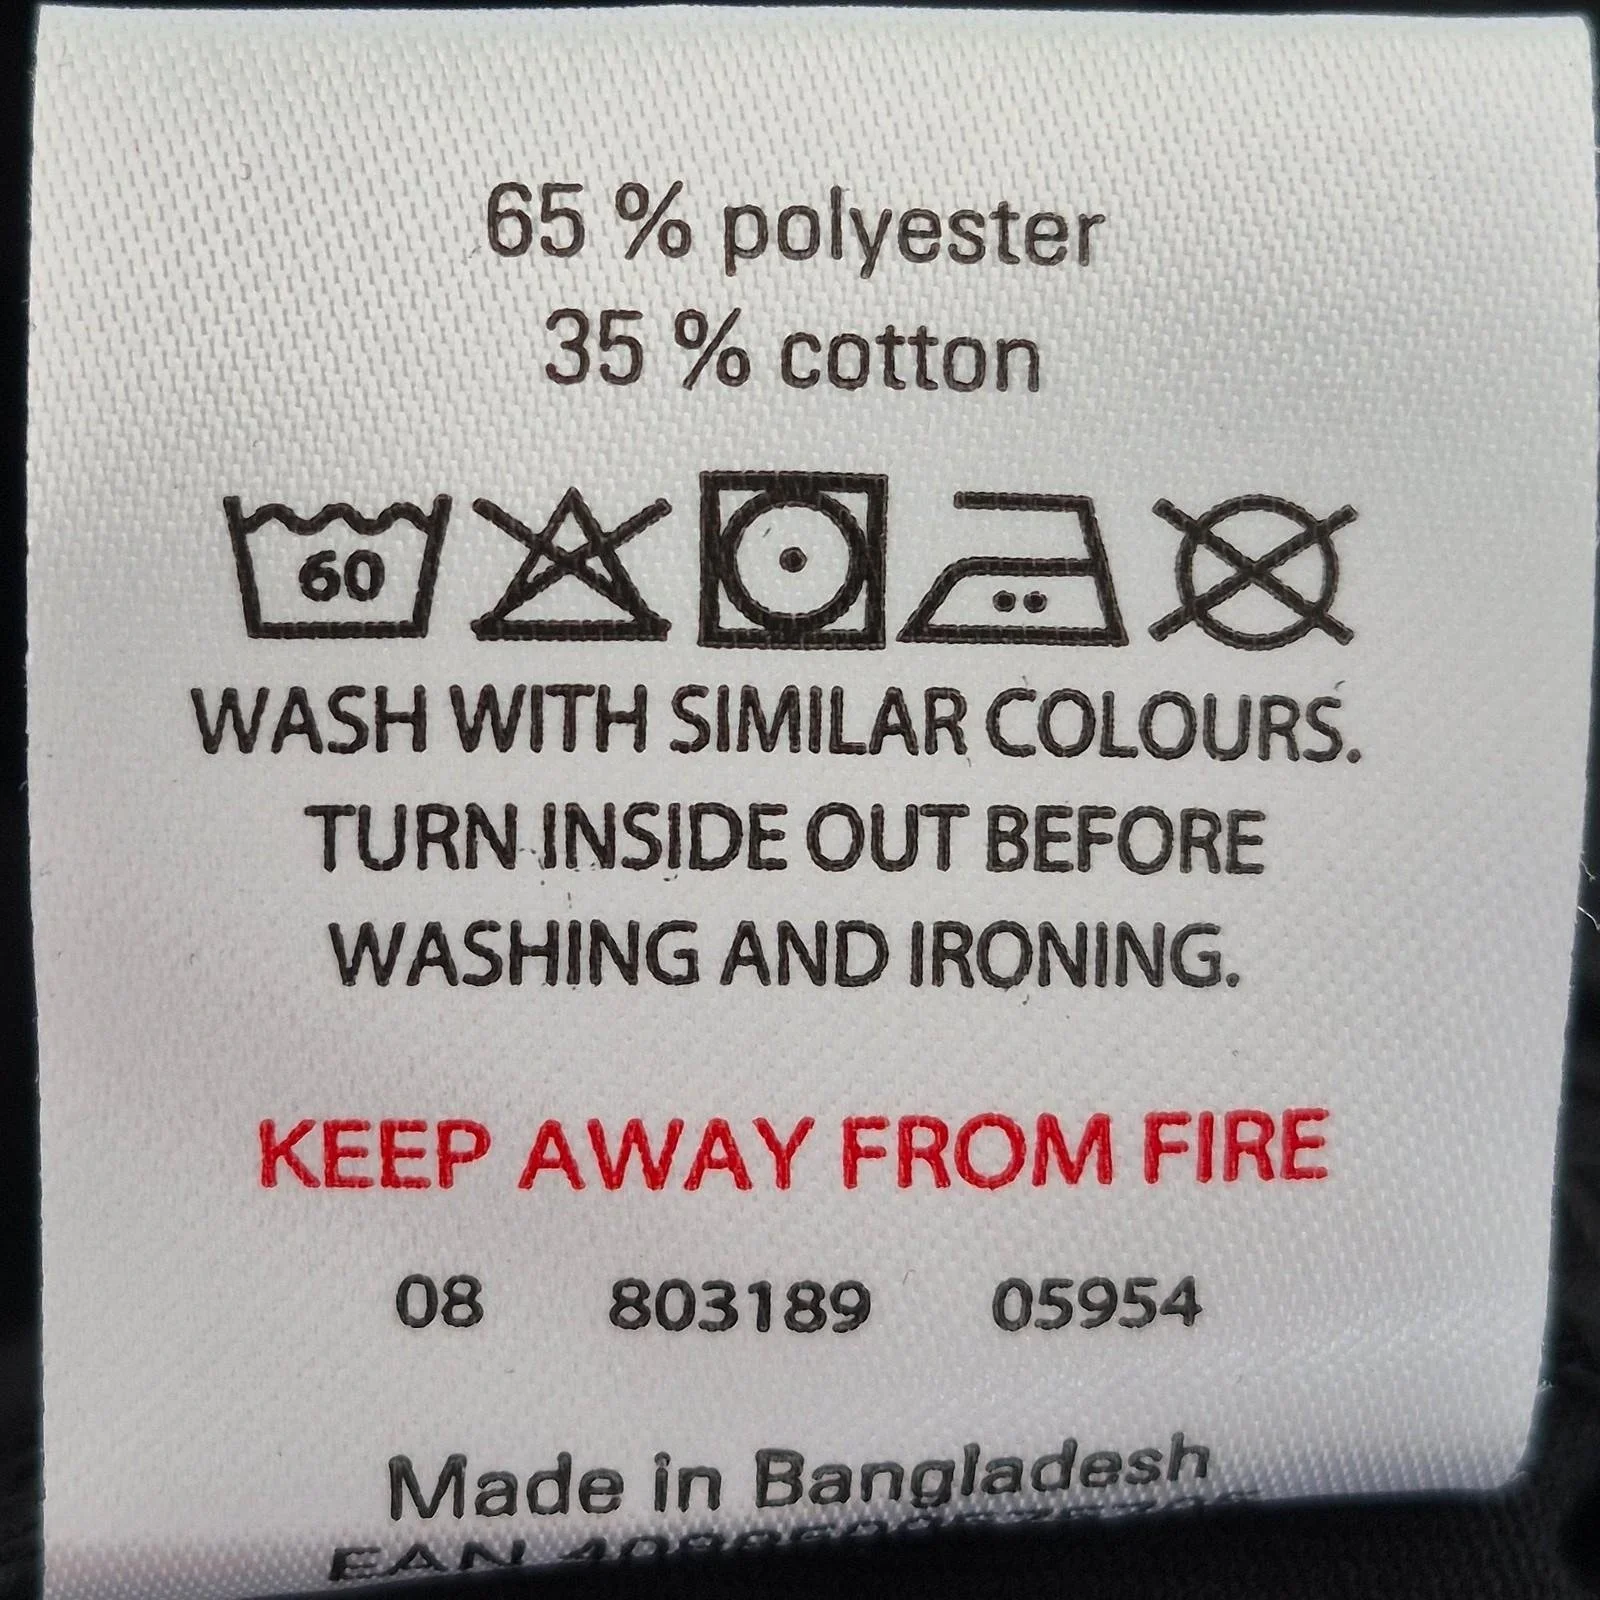 65 % polyester
35 % cotton
60
WASH WITH SIMILAR COLOURS.
TURN INSIDE OUT BEFORE
WASHING AND IRONING.
KEEP AWAY FROM FIRE
08 803189 05954
Made in Bangladesh
EAN